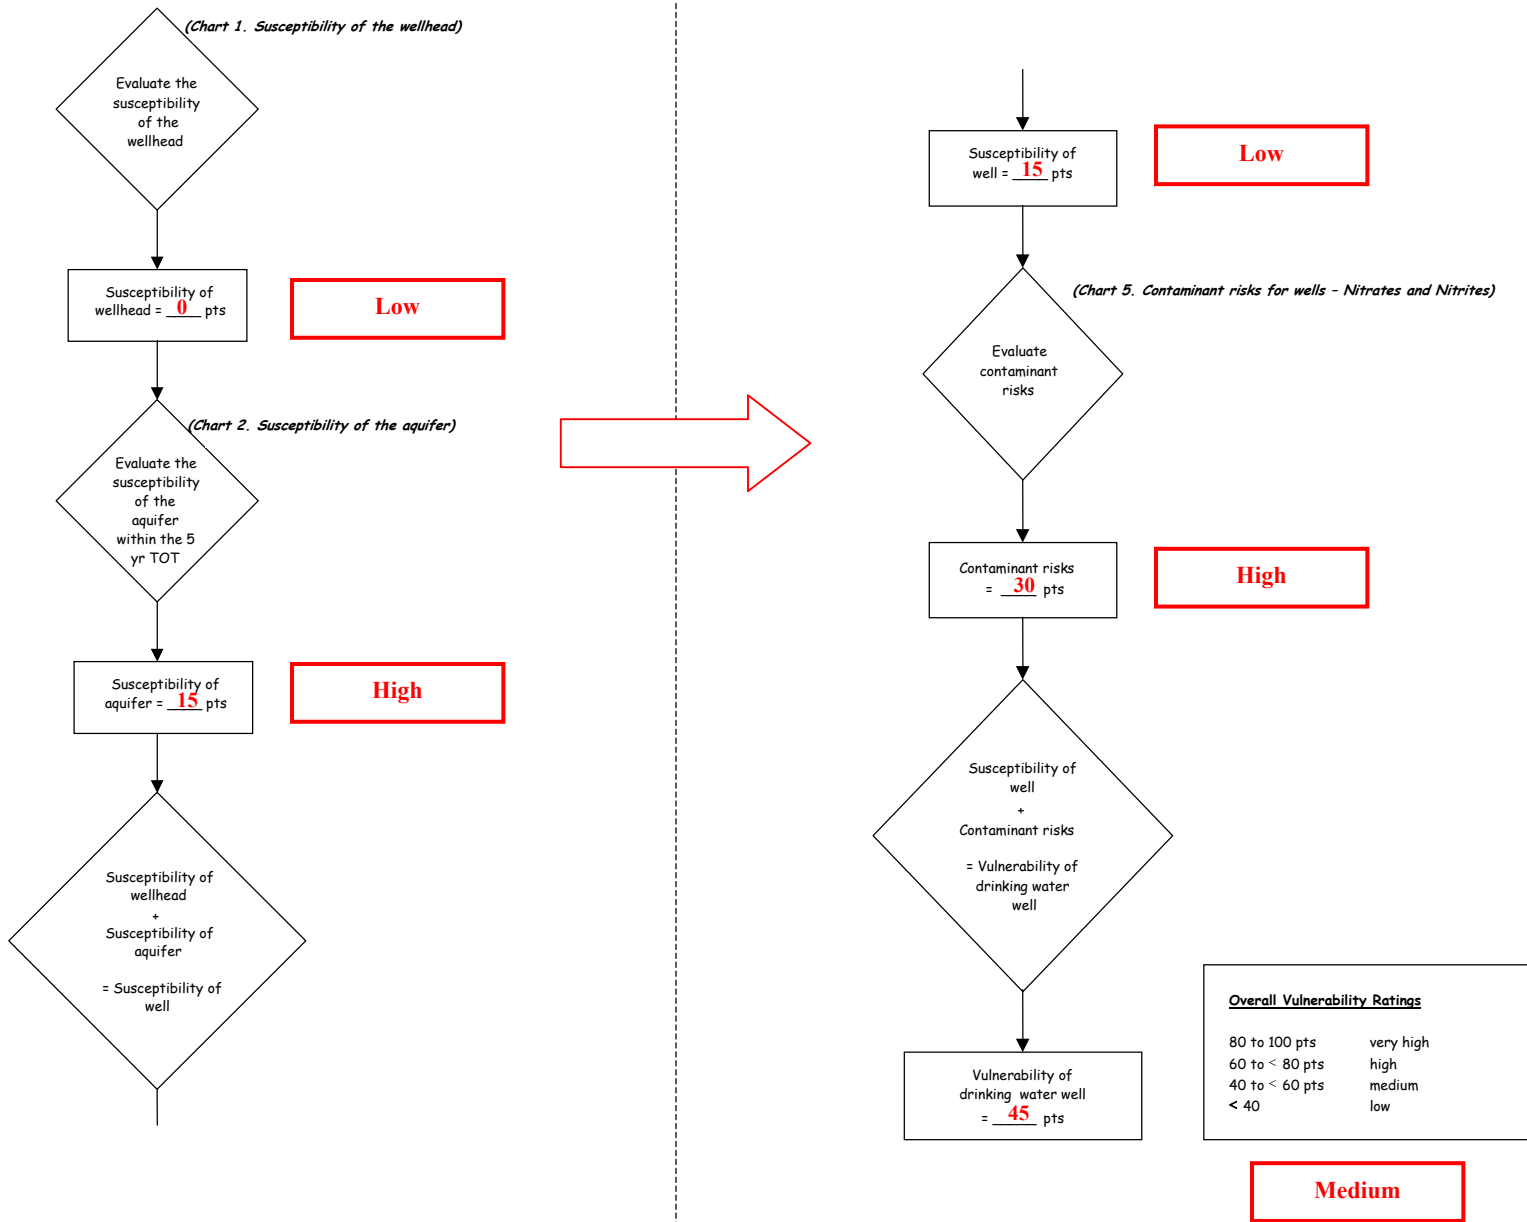 (Chart 1. Susceptibility of the wellhead)
Evaluate the
susceptibility
of the
wellhead
Susceptibility of
wellhead = 0 pts
Low
(Chart 2. Susceptibility of the aquifer)
Evaluate the
susceptibility
of the
aquifer
within the 5
yr TOT
Susceptibility of
aquifer = 15 pts
High
Susceptibility of
wellhead
+
Susceptibility of
aquifer
= Susceptibility of
well
Susceptibility of
well = 15 pts
Low
(Chart 5. Contaminant risks for wells – Nitrates and Nitrites)
Evaluate
contaminant
risks
Contaminant risks
= 30 pts
High
Susceptibility of
well
+
Contaminant risks
= Vulnerability of
drinking water
well
Vulnerability of
drinking water well
= 45 pts
Overall Vulnerability Ratings
80 to 100 pts very high
60 to < 80 pts high
40 to < 60 pts medium
< 40 low
Medium